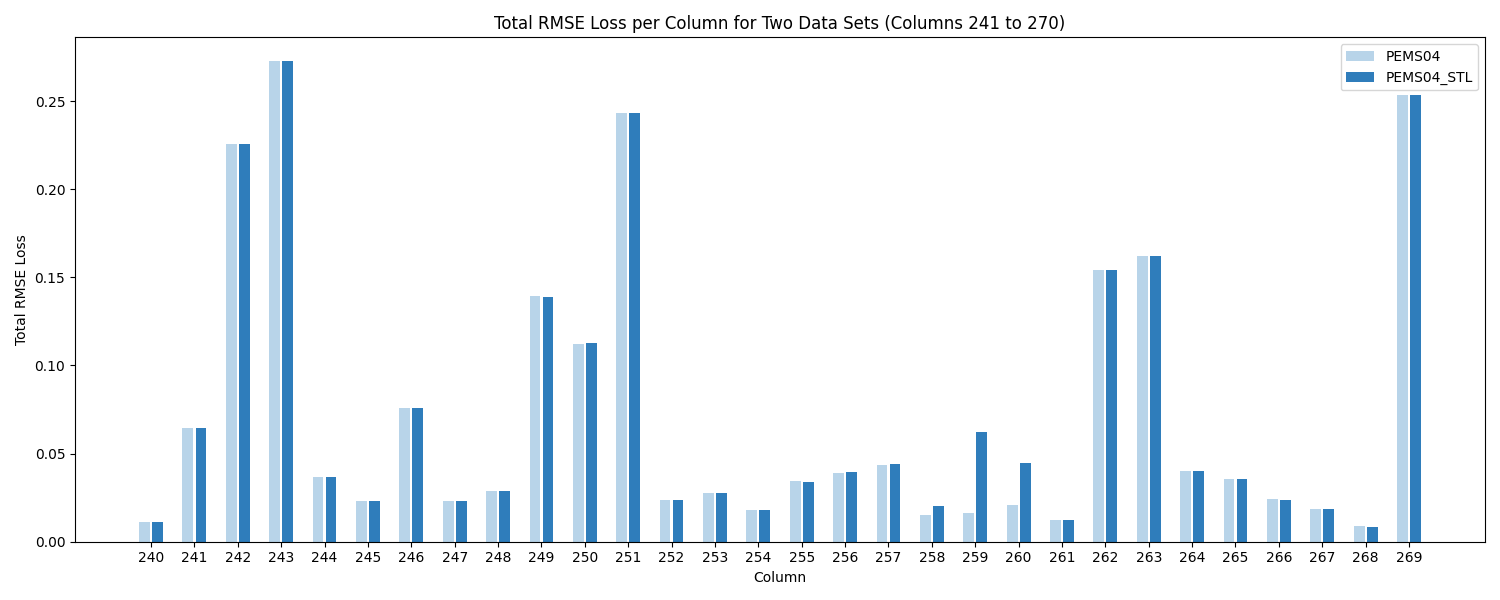 Total RMSE Loss per Column for Two Data Sets (Columns 241 to 270)
PEMS04
PEMS04_STL
Total RMSE Loss
0.25
0.20
0.15
0.10
0.05
0.00
240 241 242 243 244 245 246 247 248 249 250 251 252 253 254 255 256 257 258 259 260 261 262 263 264 265 266 267 268 269
Column